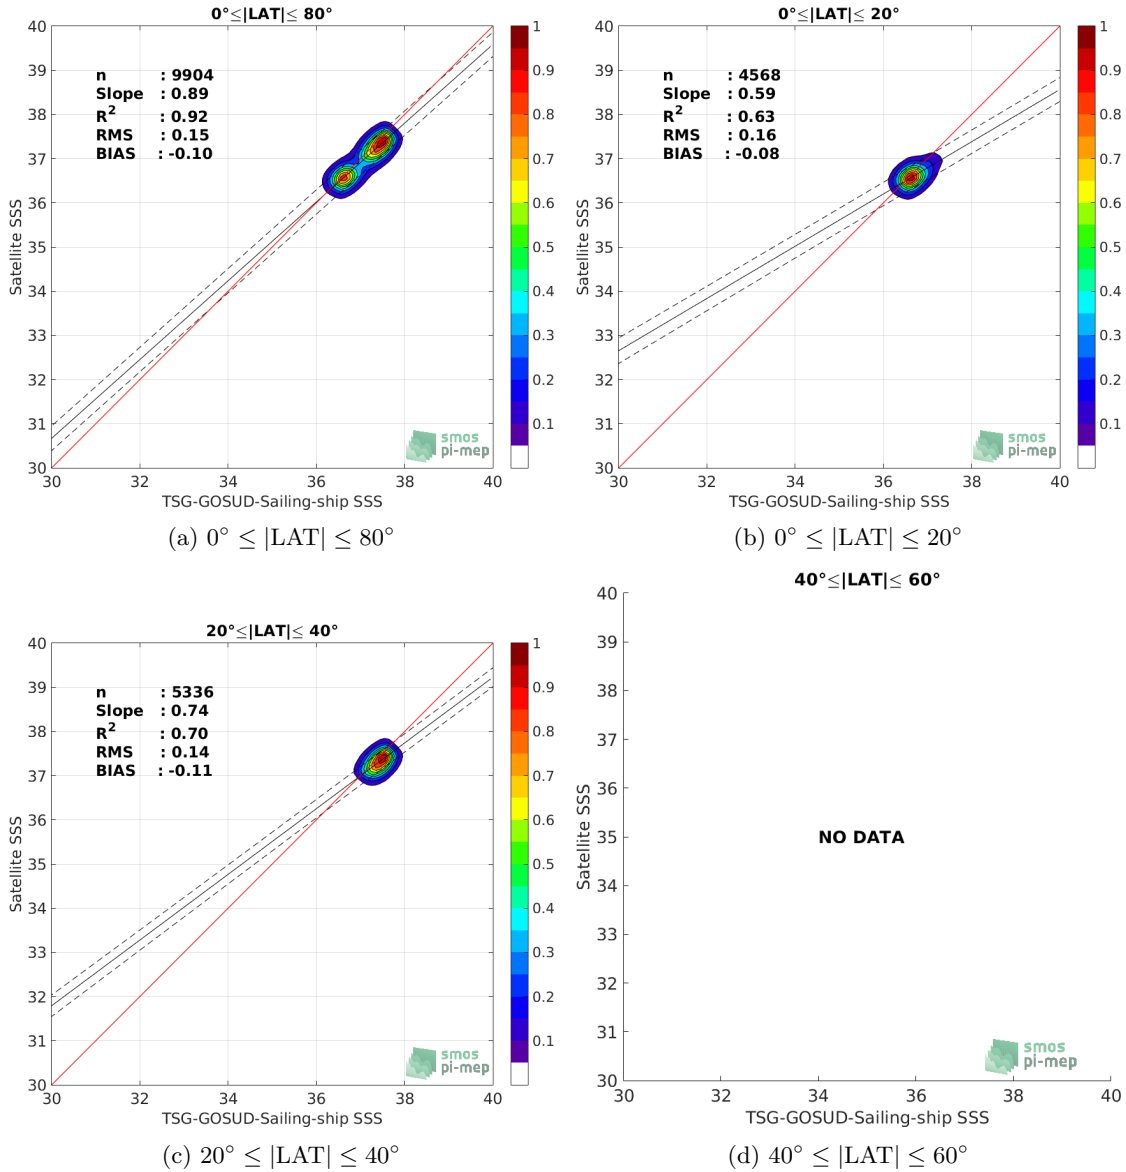 0°≤|LAT|≤ 80°
n : 9904
Slope : 0.89
R² : 0.92
RMS : 0.15
BIAS : -0.10
40
39
38
37
36
35
34
33
32
31
30
30 32 34 36 38 40
Satellite SSS
TSG-GOSUD-Sailing-ship SSS
1
0.9
0.8
0.7
0.6
0.5
0.4
0.3
0.2
0.1
smos
pi-mep
(a) 0° ≤ |LAT| ≤ 80°
0°≤|LAT|≤ 20°
n : 4568
Slope : 0.59
R² : 0.63
RMS : 0.16
BIAS : -0.08
40
39
38
37
36
35
34
33
32
31
30
30 32 34 36 38 40
Satellite SSS
TSG-GOSUD-Sailing-ship SSS
1
0.9
0.8
0.7
0.6
0.5
0.4
0.3
0.2
0.1
smos
pi-mep
(b) 0° ≤ |LAT| ≤ 20°
20°≤|LAT|≤ 40°
n : 5336
Slope : 0.74
R² : 0.70
RMS : 0.14
BIAS : -0.11
40
39
38
37
36
35
34
33
32
31
30
30 32 34 36 38 40
Satellite SSS
TSG-GOSUD-Sailing-ship SSS
1
0.9
0.8
0.7
0.6
0.5
0.4
0.3
0.2
0.1
smos
pi-mep
(c) 20° ≤ |LAT| ≤ 40°
40°≤|LAT|≤ 60°
40
39
38
37
36
35
34
33
32
31
30
30 32 34 36 38 40
Satellite SSS
NO DATA
TSG-GOSUD-Sailing-ship SSS
smos
pi-mep
(d) 40° ≤ |LAT| ≤ 60°